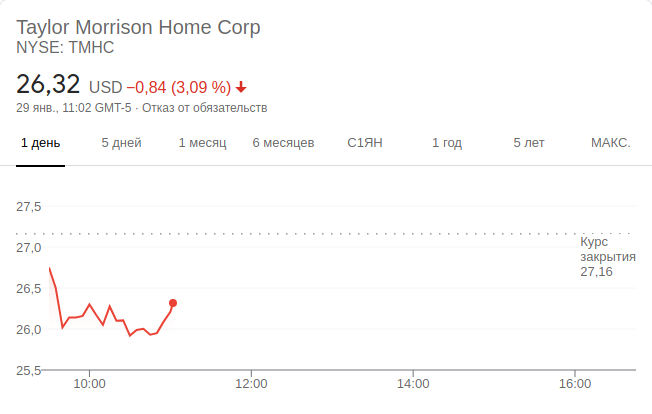 Taylor Morrison Home Corp
NYSE: TMHC
26,32 USD −0,84 (3,09 %)
29 янв., 11:02 GMT-5 · Отказ от обязательств
1 день 5 дней 1 месяц 6 месяцев С1ЯН 1 год 5 лет МАКС.
27,5
27,0
26,5
26,0
25,5
Курс
закрытия
27,16
10:00 12:00 14:00 16:00